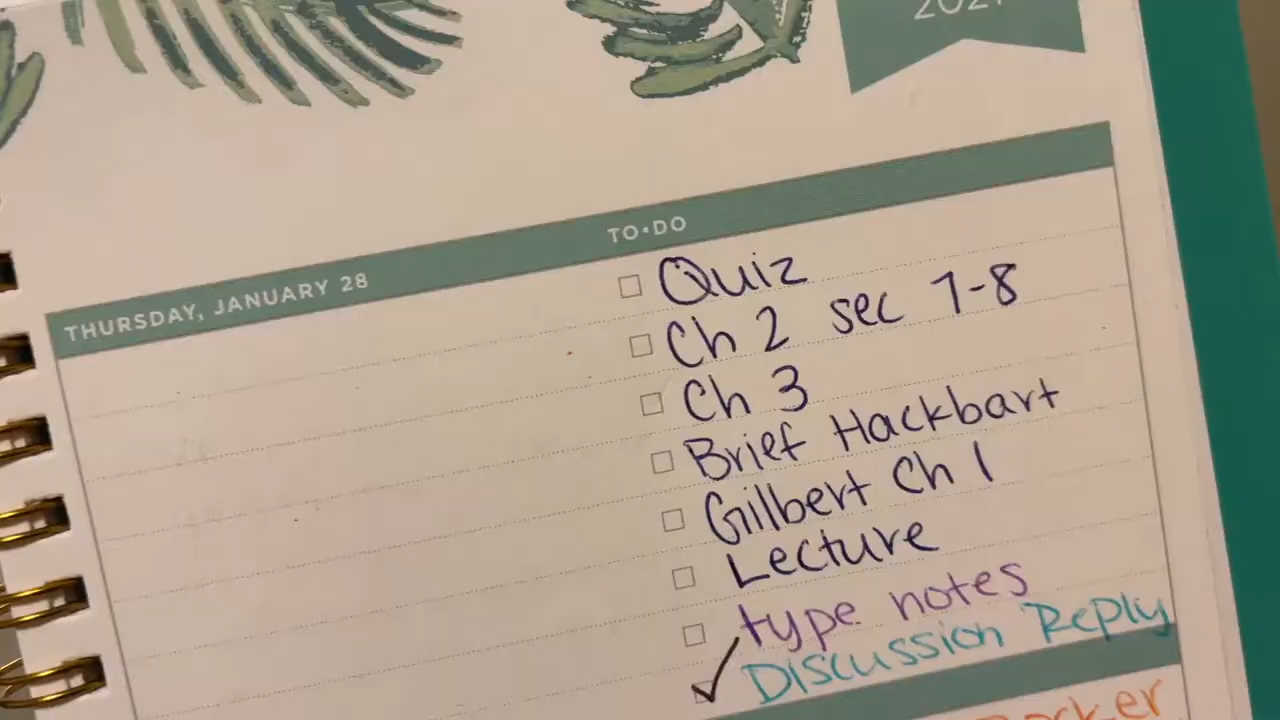 2021
THURSDAY, JANUARY 28
TO•DO
Quiz
Ch 2 sec 7-8
Ch 3
Brief Hackbart
Gilbert Ch 1
Lecture
type notes
Discussion Reply